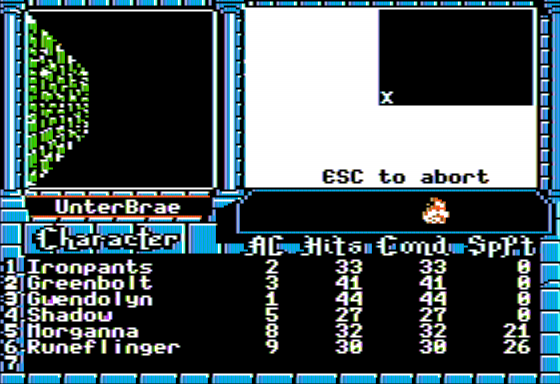 X
ESC to abort
UnterBrae
Character AC Hits Cond SpPt
1 Ironpants 2 33 33 0
2 Greenbolt 3 41 41 0
3 Gwendolyn 1 44 44 0
4 Shadow 5 27 27 0
5 Morganna 8 32 32 21
6 Runeflinger 9 30 30 26
7